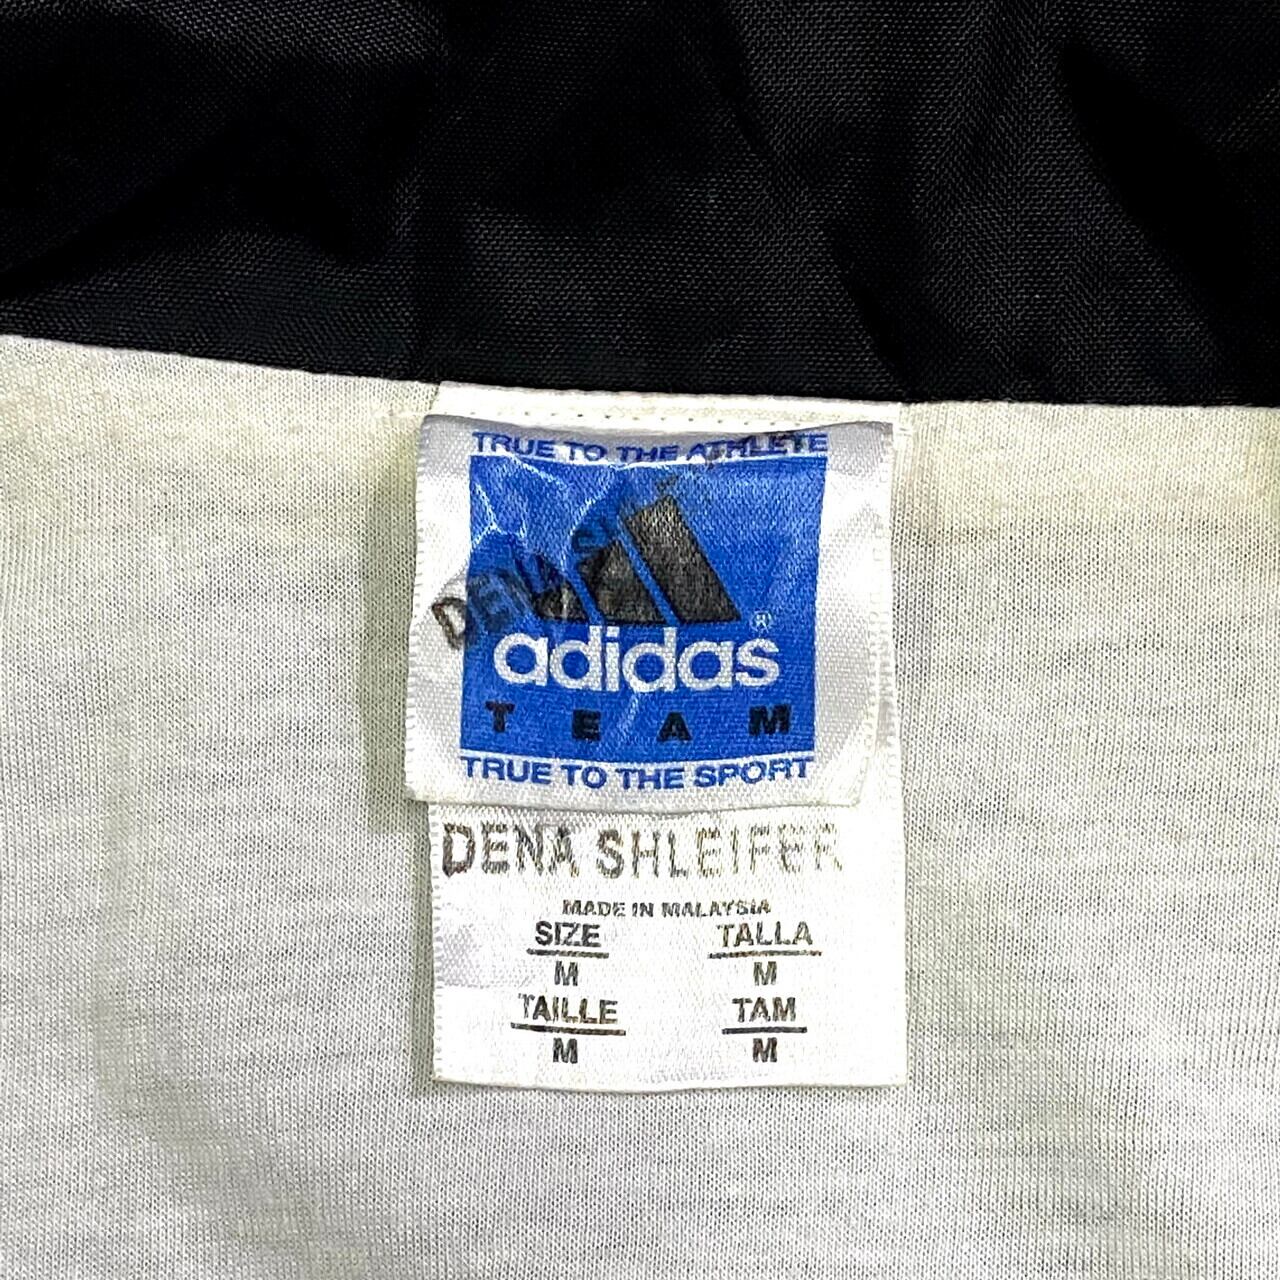 TRUE TO THE ATHLETE
DENA
adidas®
TEAM
TRUE TO THE SPORT
DENA SHLEIFER
MADE IN MALAYSIA
SIZE TALLA
M M
TAILLE TAM
M M